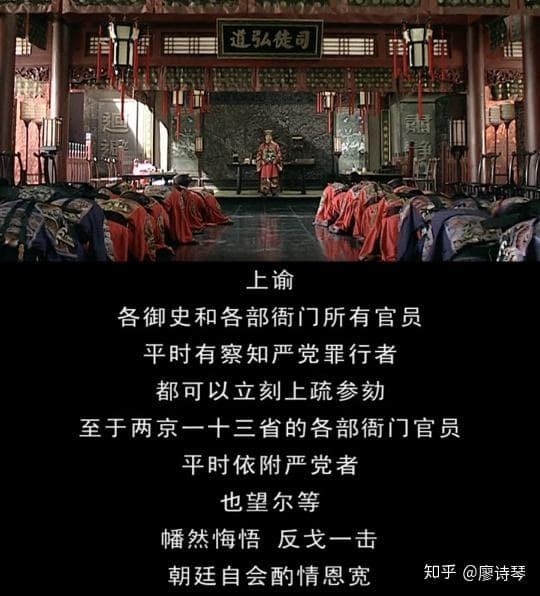 司徒弘道
迴避
肅靜
上谕
各御史和各部衙门所有官员
平时有察知严党罪行者
都可以立刻上疏参劾
至于两京一十三省的各部衙门官员
平时依附严党者
也望尔等
幡然悔悟 反戈一击
朝廷自会酌情恩宽
知乎 @廖诗琴